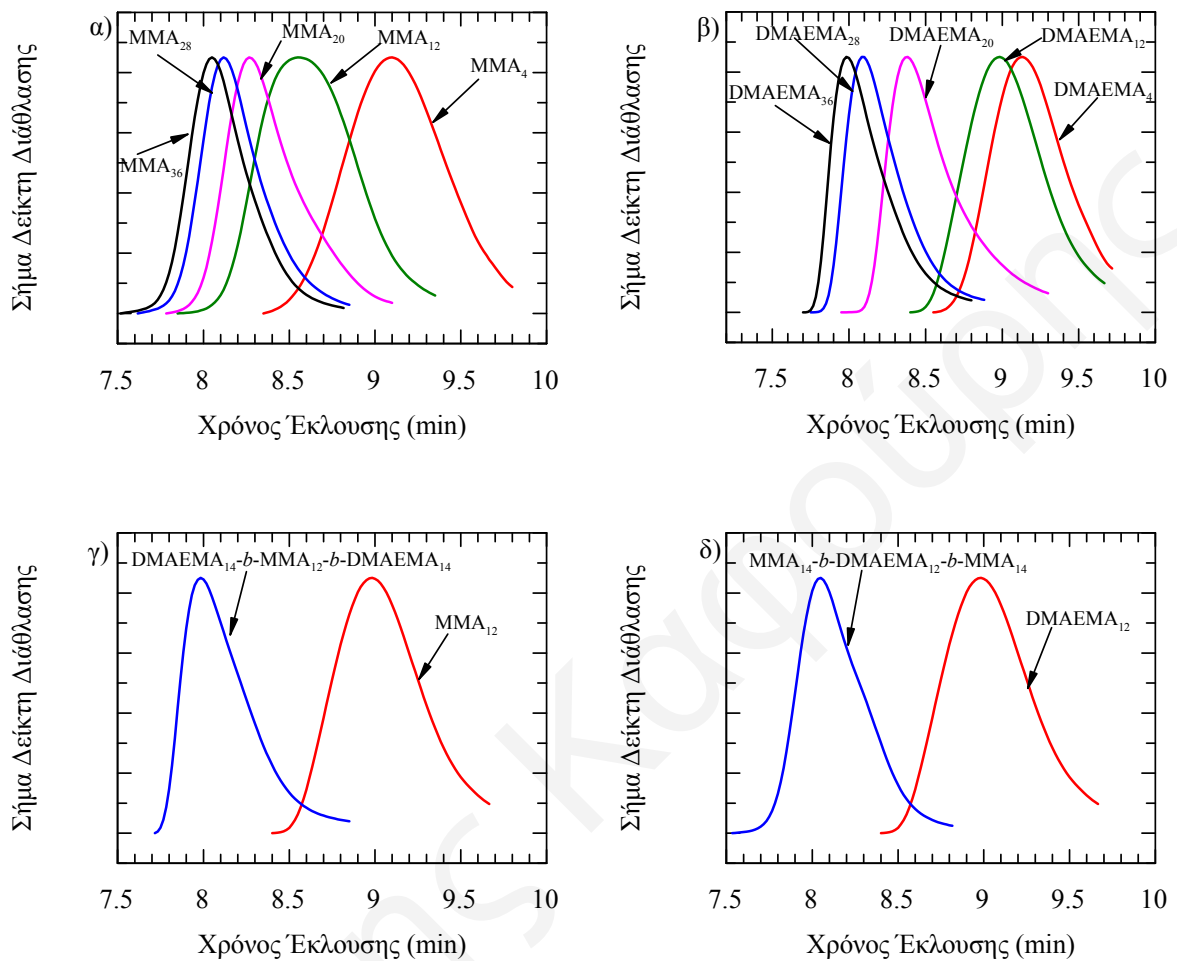 α)
Σήμα Δείκτη Διάθλασης
MMA28
MMA20
MMA12
MMA4
MMA36
7.5 8 8.5 9 9.5 10
Χρόνος Έκλουσης (min)
β)
Σήμα Δείκτη Διάθλασης
DMAEMA28
DMAEMA20
DMAEMA12
DMAEMA36
DMAEMA4
7.5 8 8.5 9 9.5 10
Χρόνος Έκλουσης (min)
γ)
Σήμα Δείκτη Διάθλασης
DMAEMA14-b-MMA12-b-DMAEMA14
MMA12
7.5 8 8.5 9 9.5 10
Χρόνος Έκλουσης (min)
δ)
Σήμα Δείκτη Διάθλασης
MMA14-b-DMAEMA12-b-MMA14
DMAEMA12
7.5 8 8.5 9 9.5 10
Χρόνος Έκλουσης (min)
ης Καφούρης